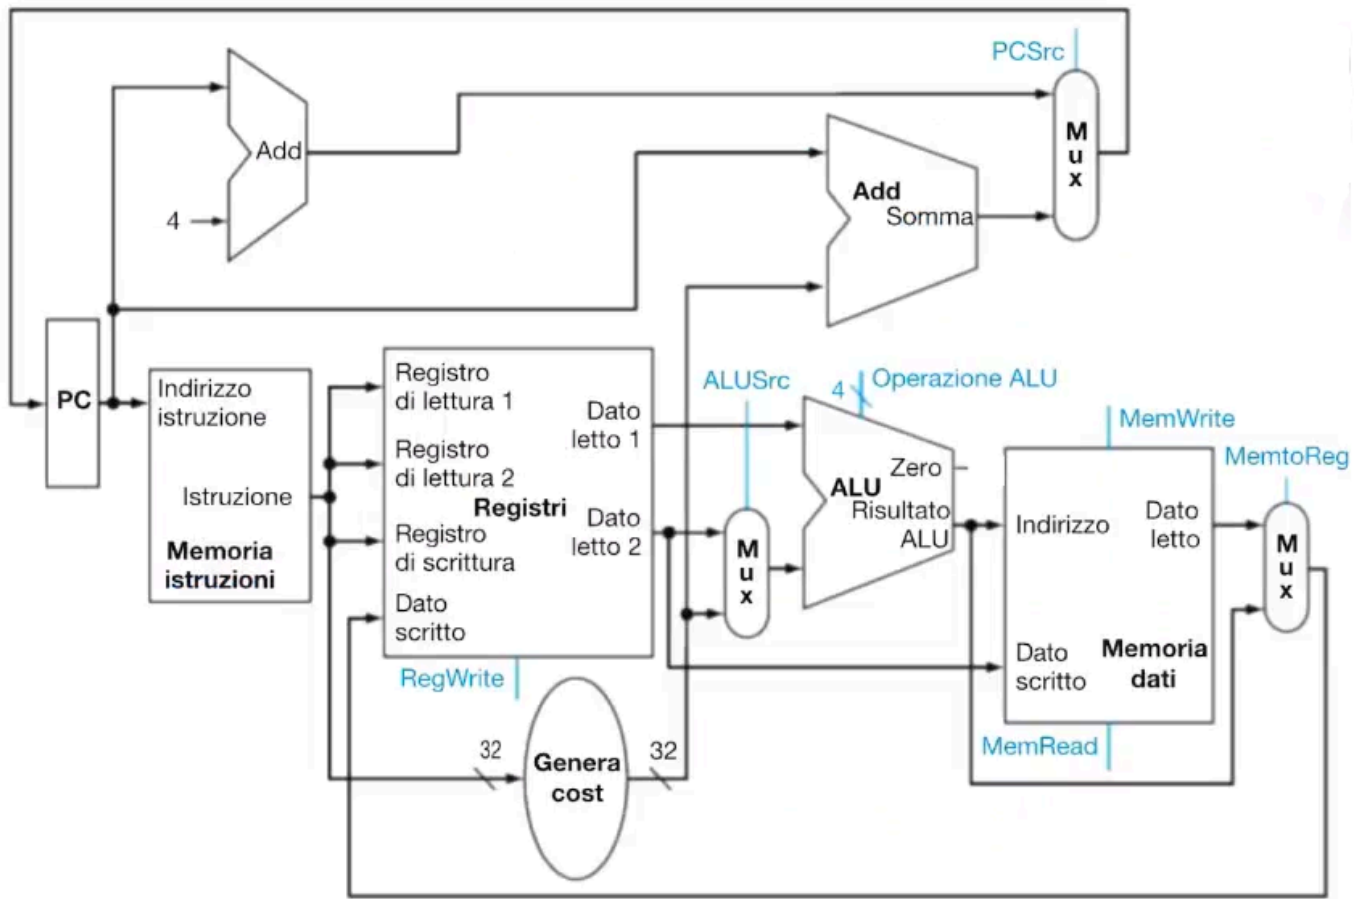 PCSrc
M
u
x
Add
4
Add
Somma
PC
Indirizzo
istruzione
Istruzione
Memoria
istruzioni
Registro
di lettura 1
Registro
di lettura 2
Registri
Registro
di scrittura
Dato
scritto
Dato
letto 1
Dato
letto 2
RegWrite
ALUSrc
M
u
x
4
Operazione ALU
Zero
ALU
Risultato
ALU
MemWrite
MemtoReg
Indirizzo
Dato
letto
Dato
scritto
Memoria
dati
MemRead
M
u
x
32
Genera
cost
32